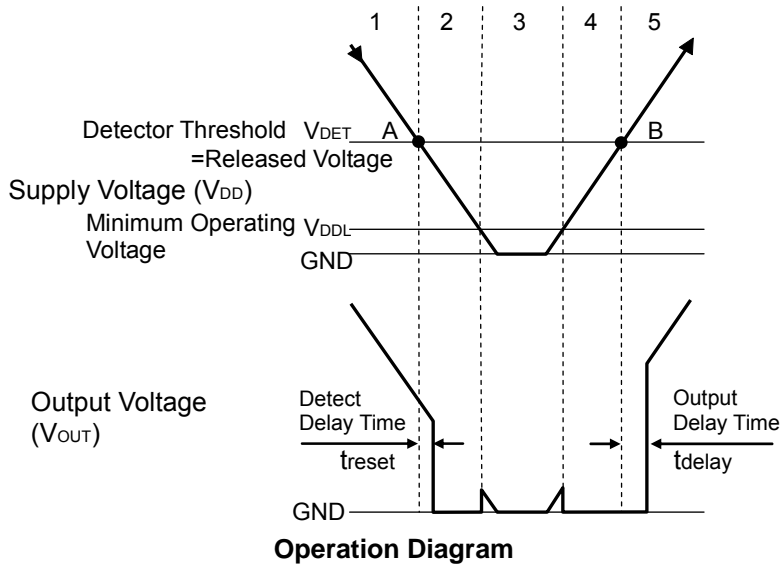 1 2 3 4 5
Detector Threshold VDET A B
=Released Voltage
Supply Voltage (VDD)
Minimum Operating VDDL
Voltage
GND
Output Voltage
(VOUT)
Detect
Delay Time
treset
Output
Delay Time
tdelay
GND
Operation Diagram